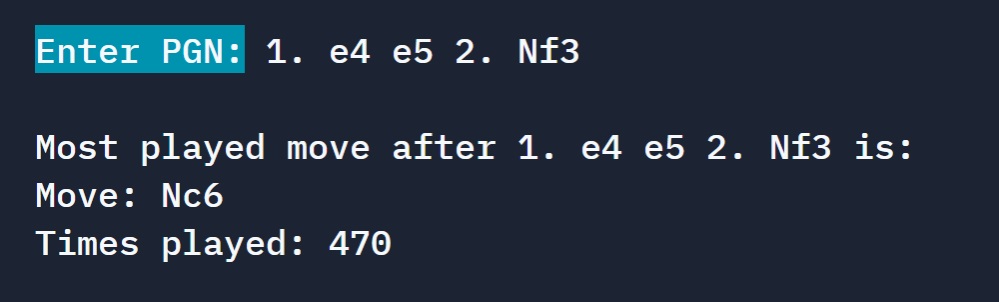 Enter PGN: 1. e4 e5 2. Nf3
Most played move after 1. e4 e5 2. Nf3 is:
Move: Nc6
Times played: 470